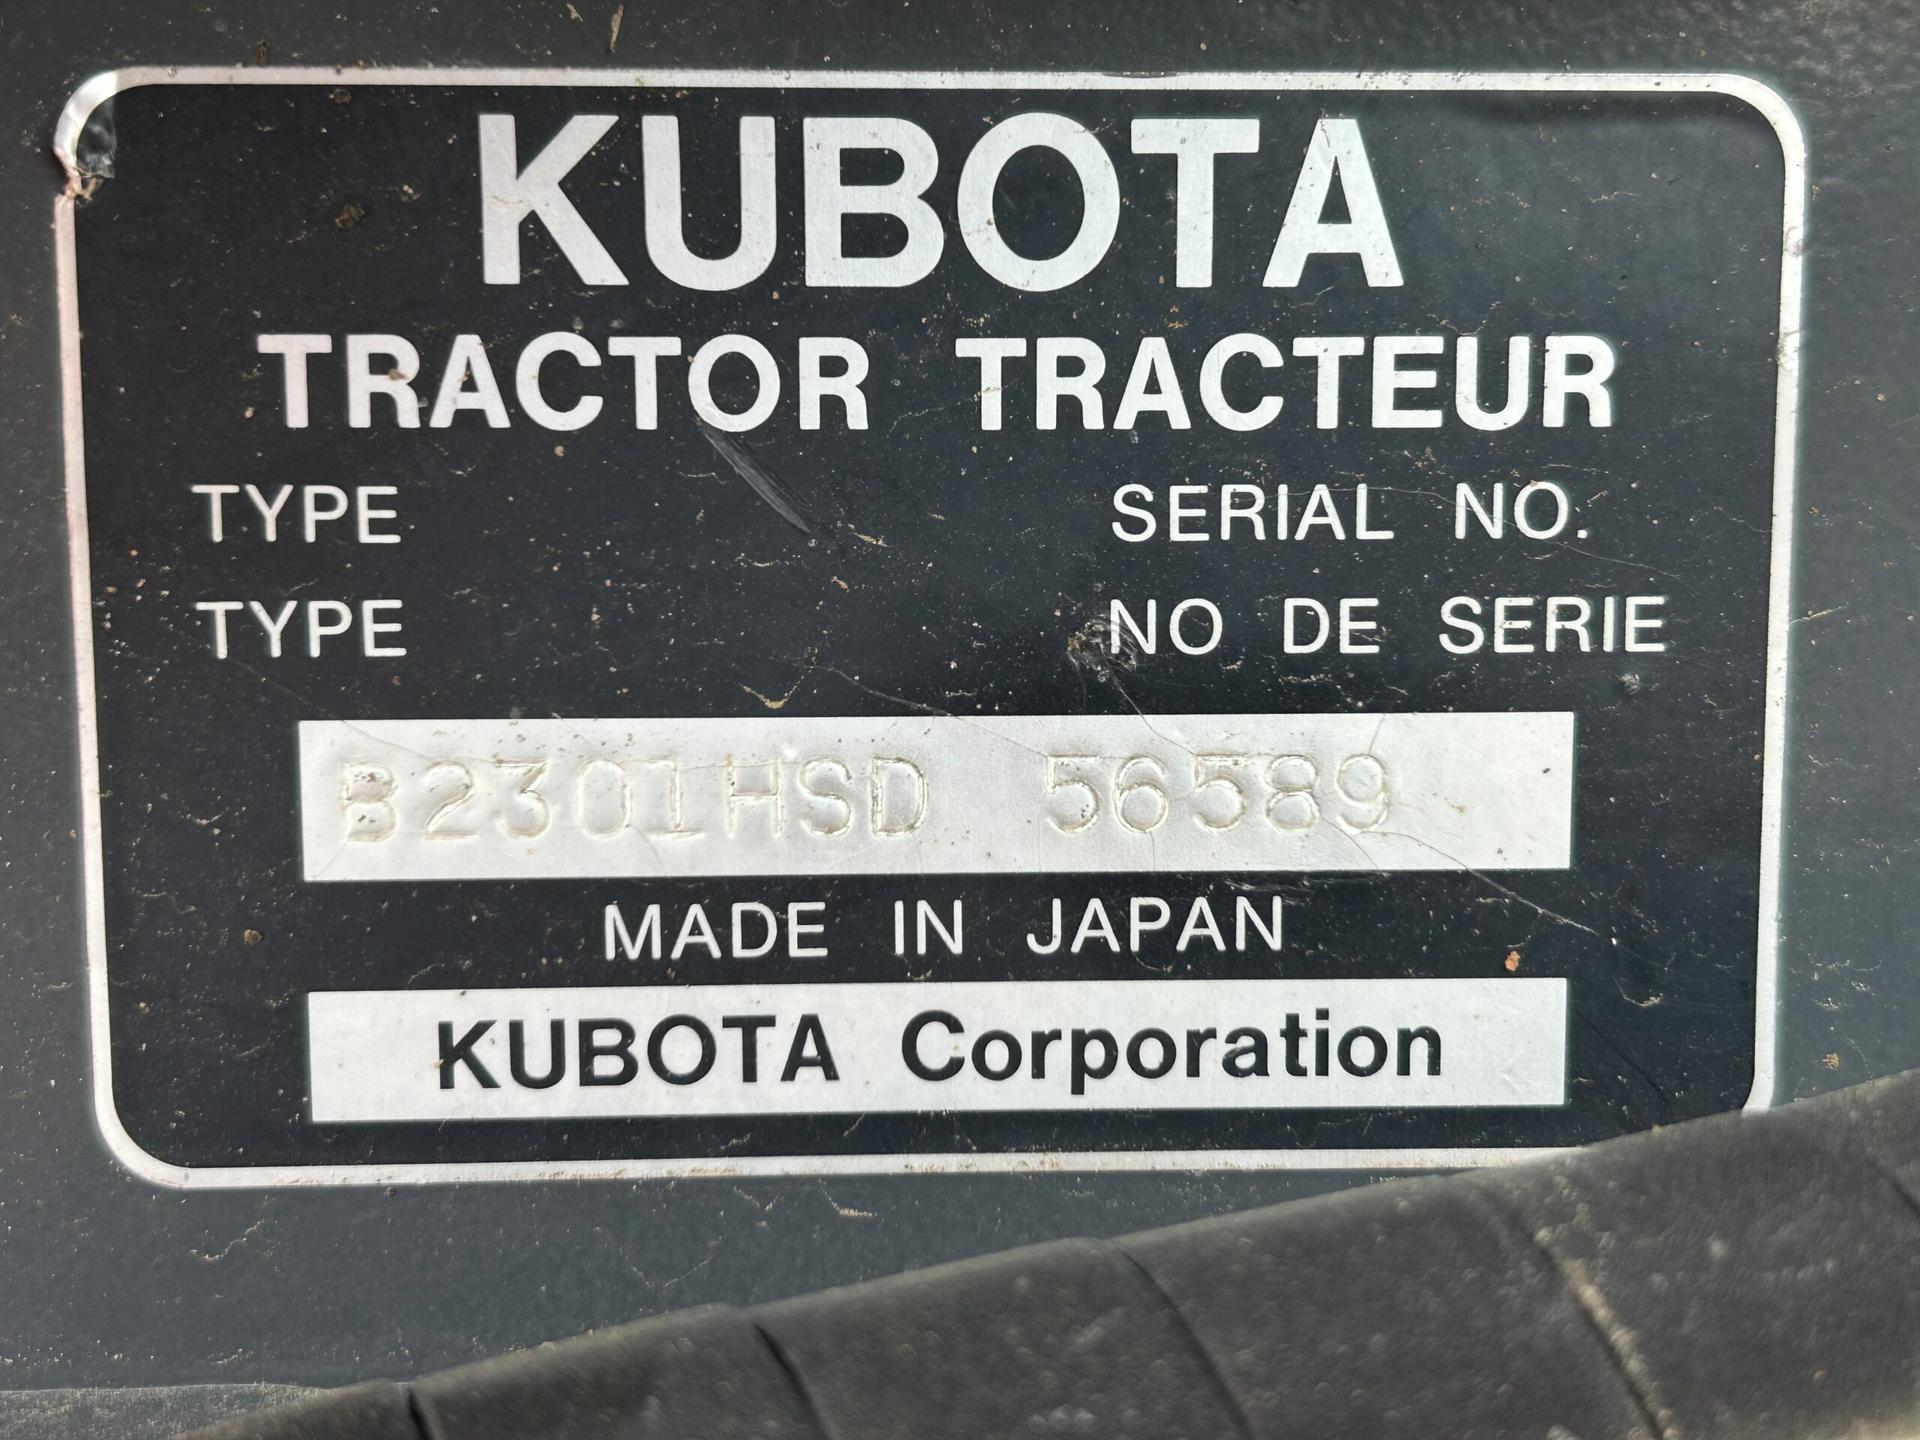 KUBOTA
TRACTOR TRACTEUR
TYPE SERIAL NO.
TYPE NO DE SERIE
B2301HSD 56589
MADE IN JAPAN
KUBOTA Corporation